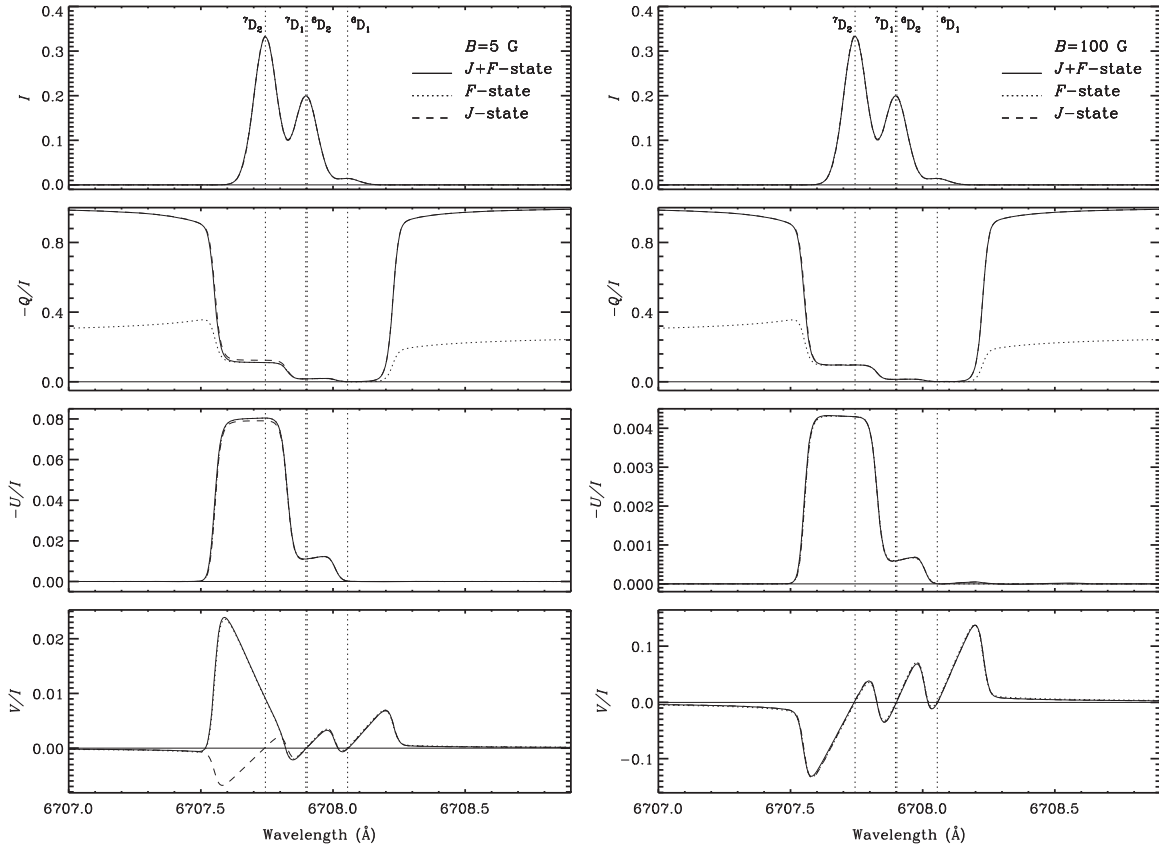 ⁷D₂ ⁷D₁ ⁶D₂ ⁶D₁
B=5 G
J+F-state
F-state
J-state
I
0.4
0.3
0.2
0.1
0.0
-Q/I
0.8
0.4
0.0
-U/I
0.08
0.06
0.04
0.02
0.00
V/I
0.02
0.01
0.00
6707.0 6707.5 6708.0 6708.5
Wavelength (Å)
⁷D₂ ⁷D₁ ⁶D₂ ⁶D₁
B=100 G
J+F-state
F-state
J-state
I
0.4
0.3
0.2
0.1
0.0
-Q/I
0.8
0.4
0.0
-U/I
0.004
0.003
0.002
0.001
0.000
V/I
0.1
0.0
-0.1
6707.0 6707.5 6708.0 6708.5
Wavelength (Å)